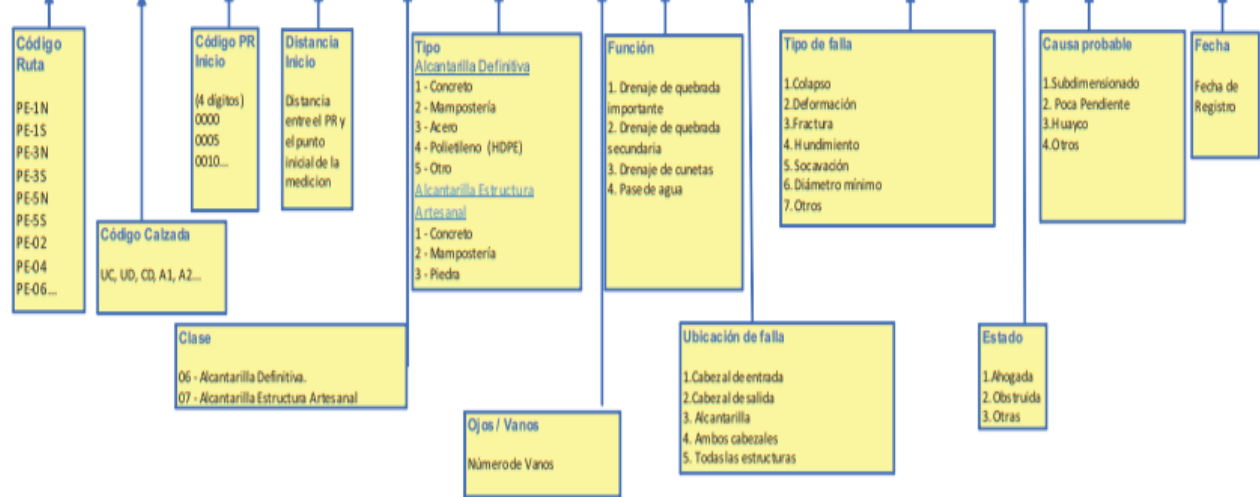 Código
Ruta
PE-1N
PE-1S
PE-3N
PE-3S
PE-5N
PE-5S
PE-02
PE-04
PE-06...
Código Calzada
UC, UD, CD, A1, A2...
Código PR
Inicio
(4 dígitos)
0000
0005
0010...
Distancia
Inicio
Distancia
entre el PR y
el punto
inicial de la
medicion
Clase
06 - Alcantarilla Definitiva.
07 - Alcantarilla Estructura Artesanal
Tipo
Alcantarilla Definitiva
1 - Concreto
2 - Mampostería
3 - Acero
4 - Polietileno (HDPE)
5 - Otro
Alcantarilla Estructura
Artesanal
1 - Concreto
2 - Mampostería
3 - Piedra
Ojos / Vanos
Número de Vanos
Función
1. Drenaje de quebrada
importante
2. Drenaje de quebrada
secundaria
3. Drenaje de cunetas
4. Pase de agua
Ubicación de falla
1.Cabezal de entrada
2.Cabezal de salida
3. Alcantarilla
4. Ambos cabezales
5. Todas las estructuras
Tipo de falla
1.Colapso
2.Deformación
3.Fractura
4.Hundimiento
5.Socavación
6.Diámetro mínimo
7.Otros
Estado
1.Ahogada
2. Obstruida
3.Otras
Causa probable
1.Subdimensionado
2. Poca Pendiente
3.Huayco
4.Otros
Fecha
Fecha de
Registro